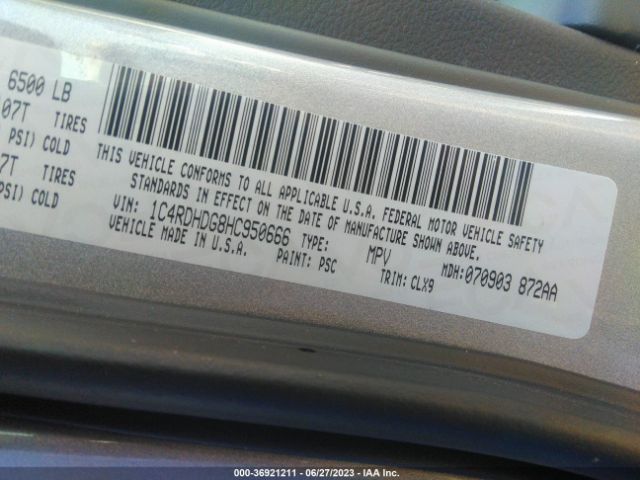 6500 LB
07T TIRES
PSI) COLD
7T TIRES
PSI) COLD
THIS VEHICLE CONFORMS TO ALL APPLICABLE U.S.A. FEDERAL MOTOR VEHICLE SAFETY
STANDARDS IN EFFECT ON THE DATE OF MANUFACTURE SHOWN ABOVE.
VIN: 1C4RDHDG8HC950666 TYPE: MPV MDH:070903 872AA
VEHICLE MADE IN U.S.A. PAINT: PSC TRIM: CLX9
000-36921211 - 06/27/2023 - IAA Inc.